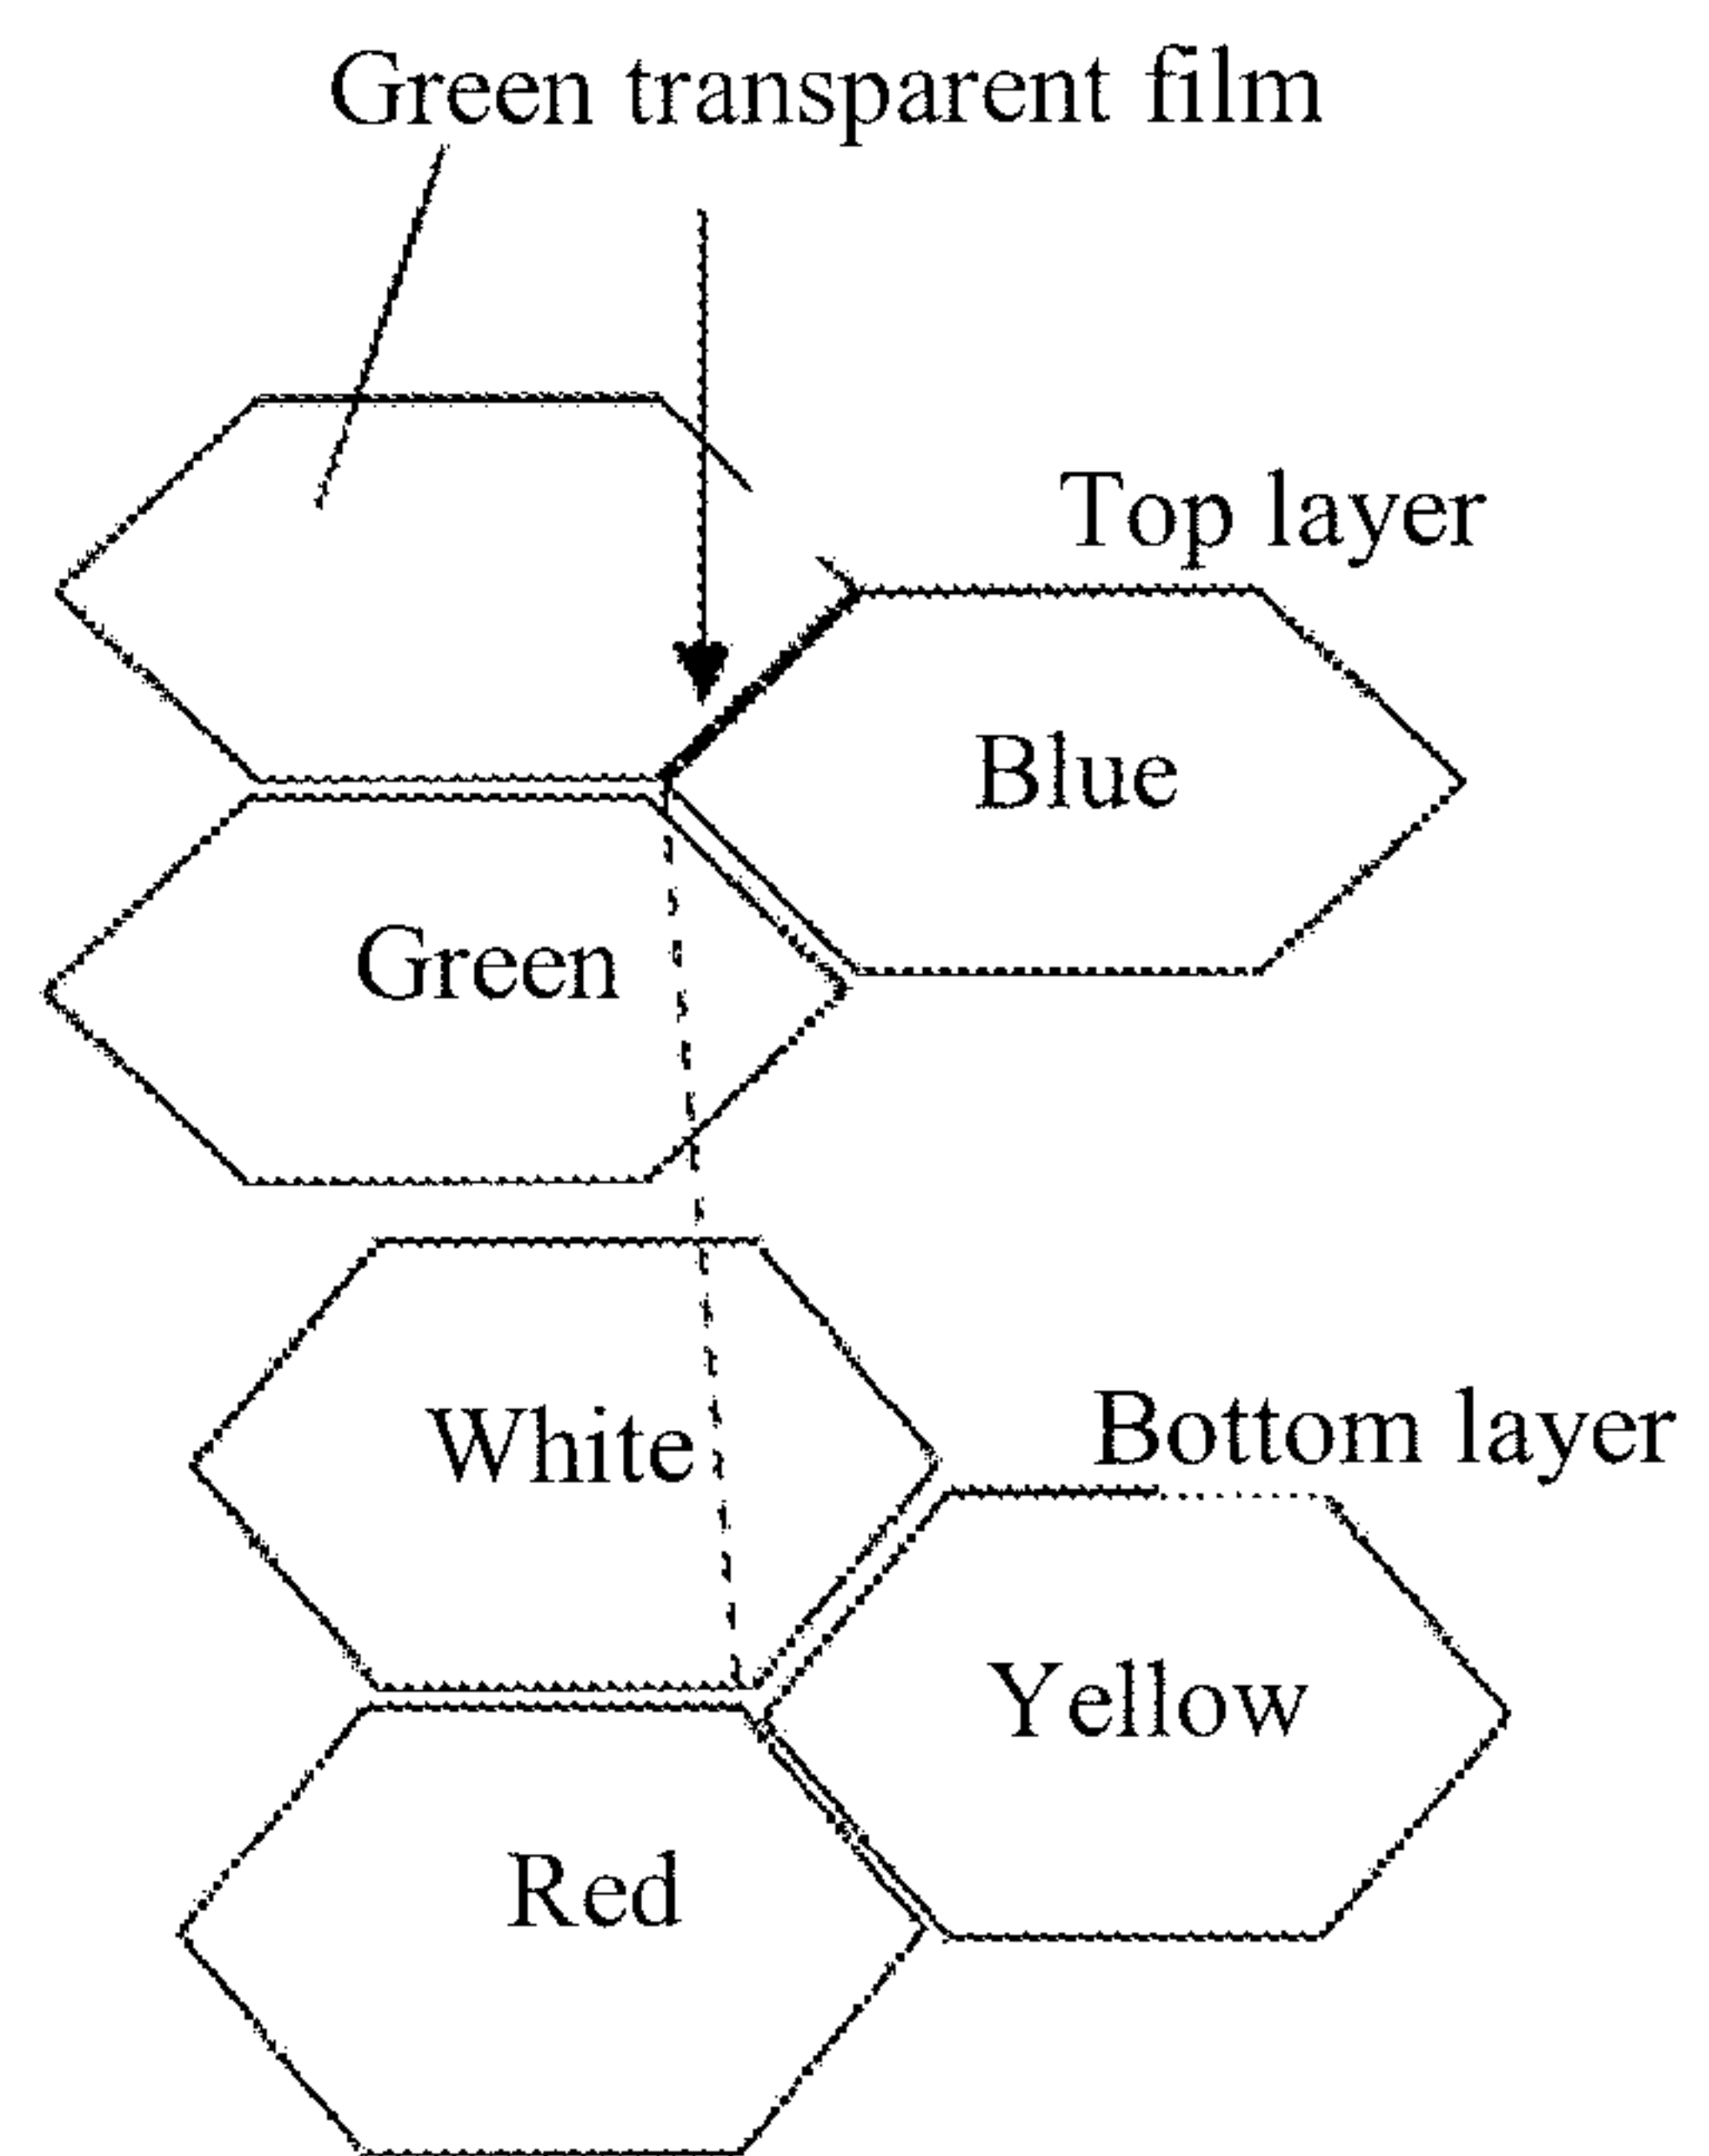 Green transparent film
Top layer
Blue
Green
White
Bottom layer
Yellow
Red